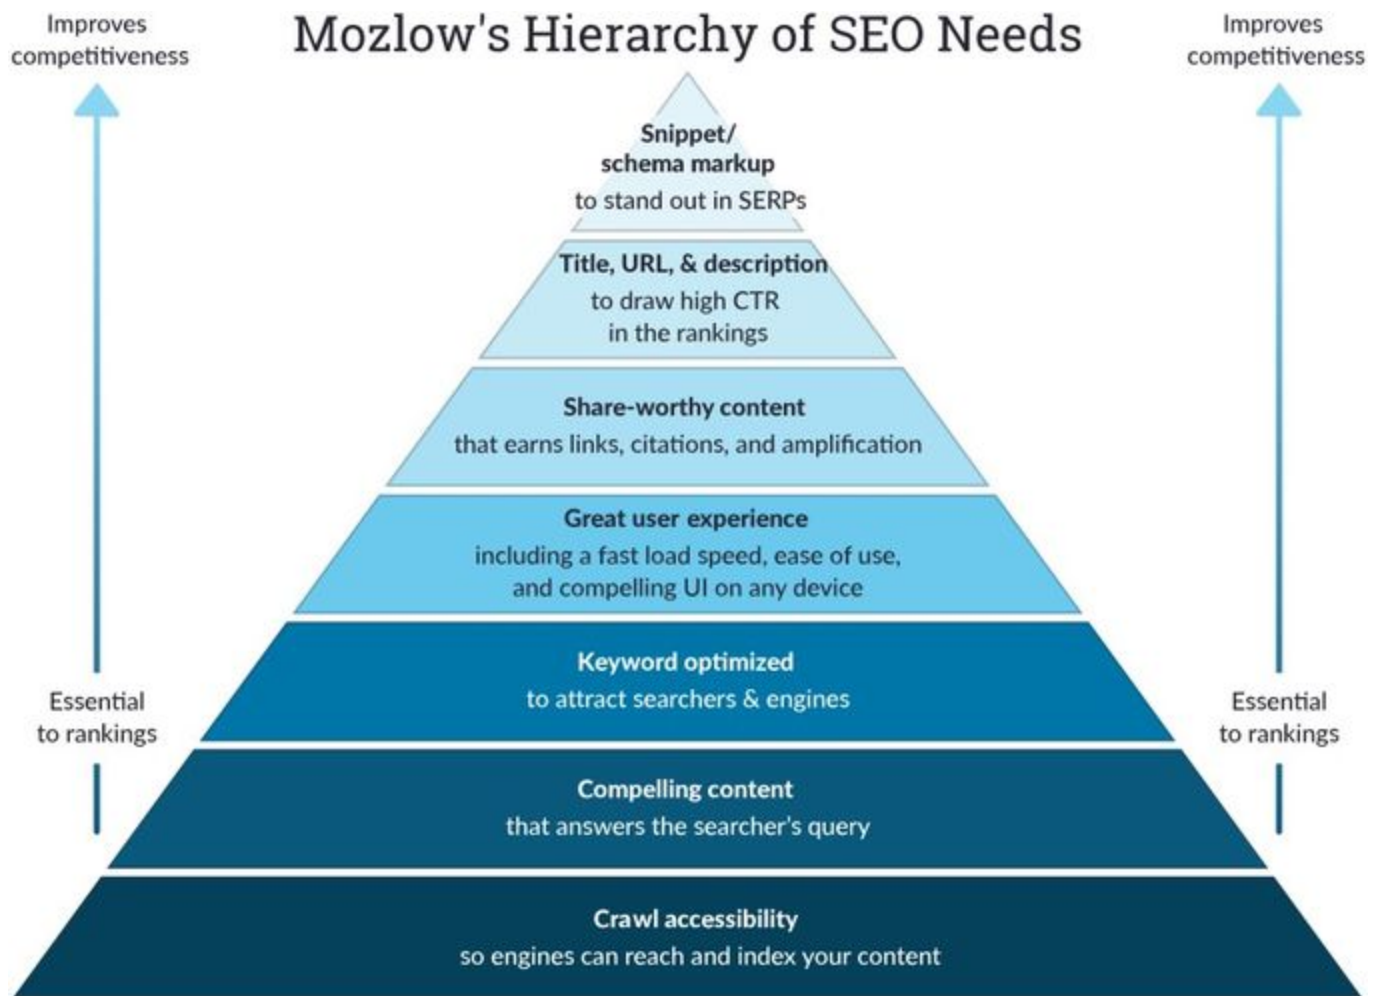 Improves
competitiveness
Mozlow's Hierarchy of SEO Needs
Improves
competitiveness
Snippet/
schema markup
to stand out in SERPs
Title, URL, & description
to draw high CTR
in the rankings
Share-worthy content
that earns links, citations, and amplification
Great user experience
including a fast load speed, ease of use,
and compelling UI on any device
Keyword optimized
to attract searchers & engines
Essential
to rankings
Essential
to rankings
Compelling content
that answers the searcher's query
Crawl accessibility
so engines can reach and index your content